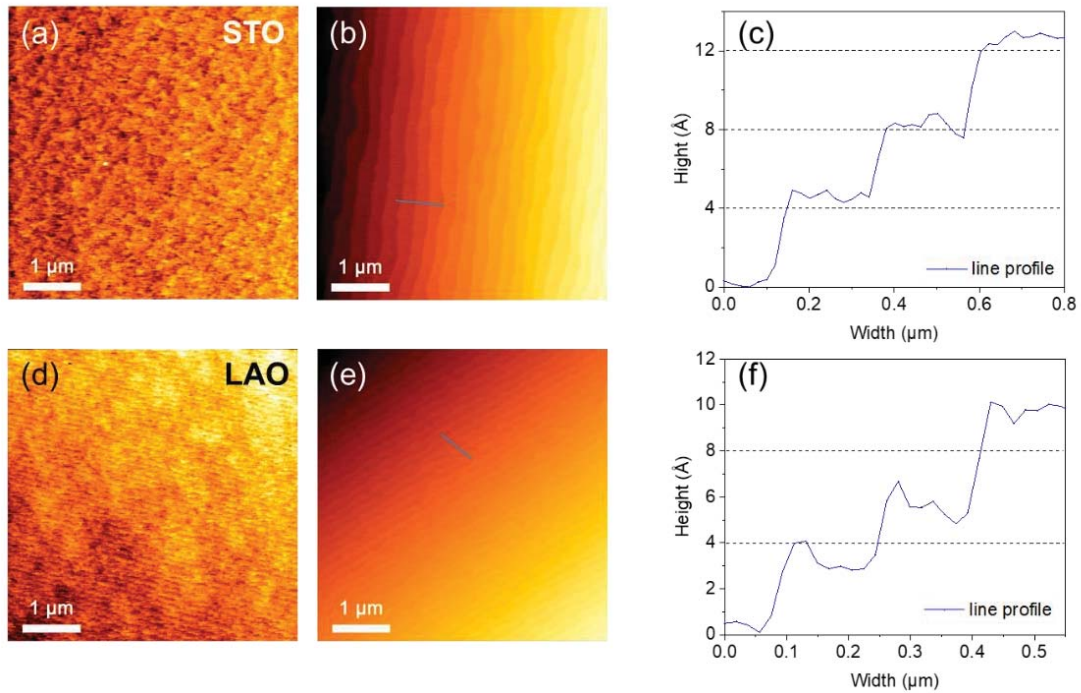 (a) STO
1 µm
(b)
1 µm
(c)
12
8
4
0
Hight (Å)
line profile
0.0 0.2 0.4 0.6 0.8
Width (µm)
(d) LAO
1 µm
(e)
1 µm
(f)
12
10
8
6
4
2
0
Height (Å)
line profile
0.0 0.1 0.2 0.3 0.4 0.5
Width (µm)